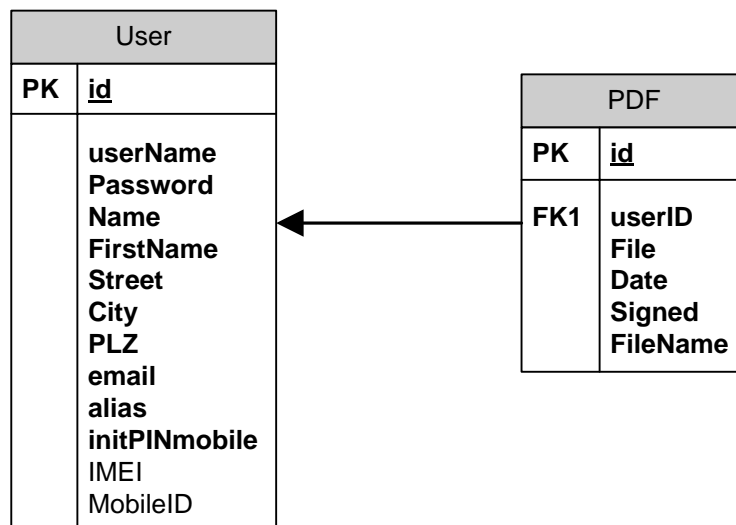 User
PK id
userName
Password
Name
FirstName
Street
City
PLZ
email
alias
initPINmobile
IMEI
MobileID
PDF
PK id
FK1 userID
File
Date
Signed
FileName